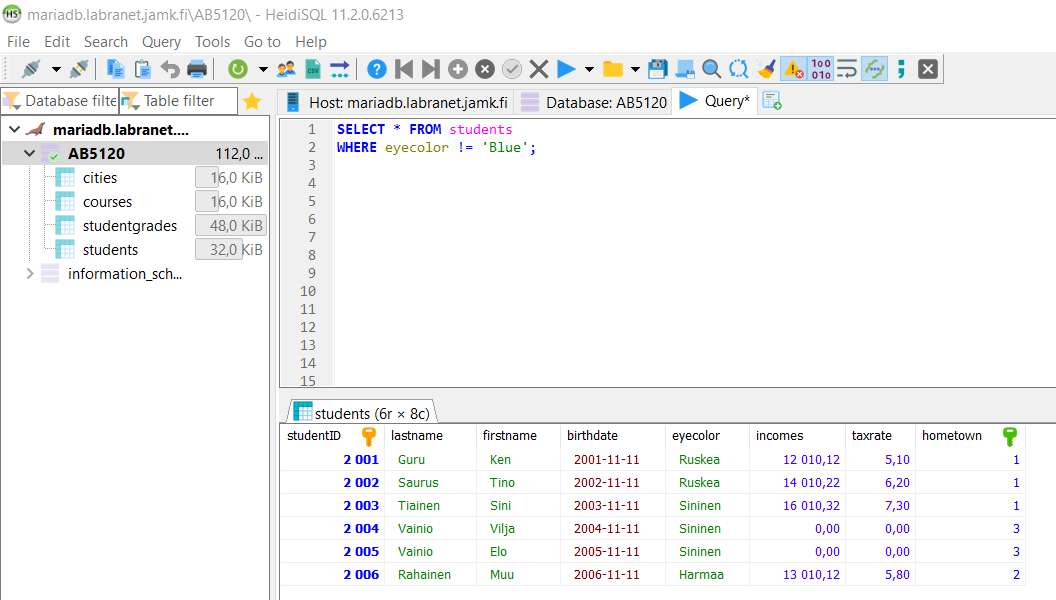 mariadb.labranet.jamk.fi\AB5120\ - HeidiSQL 11.2.0.6213
File Edit Search Query Tools Go to Help
Database filte Table filter
Host: mariadb.labranet.jamk.fi Database: AB5120 Query*
mariadb.labranet....
AB5120 112,0 ...
cities 16,0 KiB
courses 16,0 KiB
studentgrades 48,0 KiB
students 32,0 KiB
information_sch...
1 SELECT * FROM students
2 WHERE eyecolor != 'Blue';
3
4
5
6
7
8
9
10
11
12
13
14
15
students (6r × 8c)
studentID lastname firstname birthdate eyecolor incomes taxrate hometown
2 001 Guru Ken 2001-11-11 Ruskea 12 010,12 5,10 1
2 002 Saurus Tino 2002-11-11 Ruskea 14 010,22 6,20 1
2 003 Tiainen Sini 2003-11-11 Sininen 16 010,32 7,30 1
2 004 Vainio Vilja 2004-11-11 Sininen 0,00 0,00 3
2 005 Vainio Elo 2005-11-11 Sininen 0,00 0,00 3
2 006 Rahainen Muu 2006-11-11 Harmaa 13 010,12 5,80 2